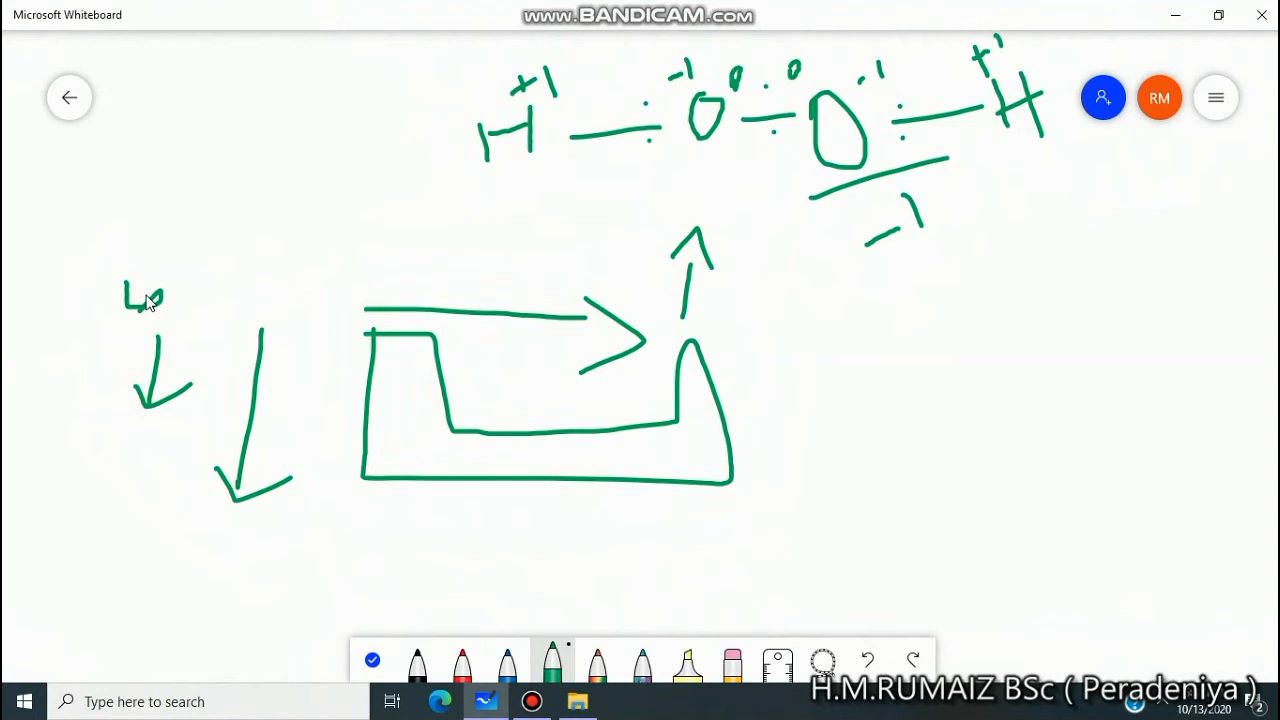 Microsoft Whiteboard
www.BANDICAM.com
+1 -1 0 0 -1 +1
H O O H
-1
RM
Type here to search
H.M.RUMAIZ BSc ( Peradeniya )
10/13/2020
2